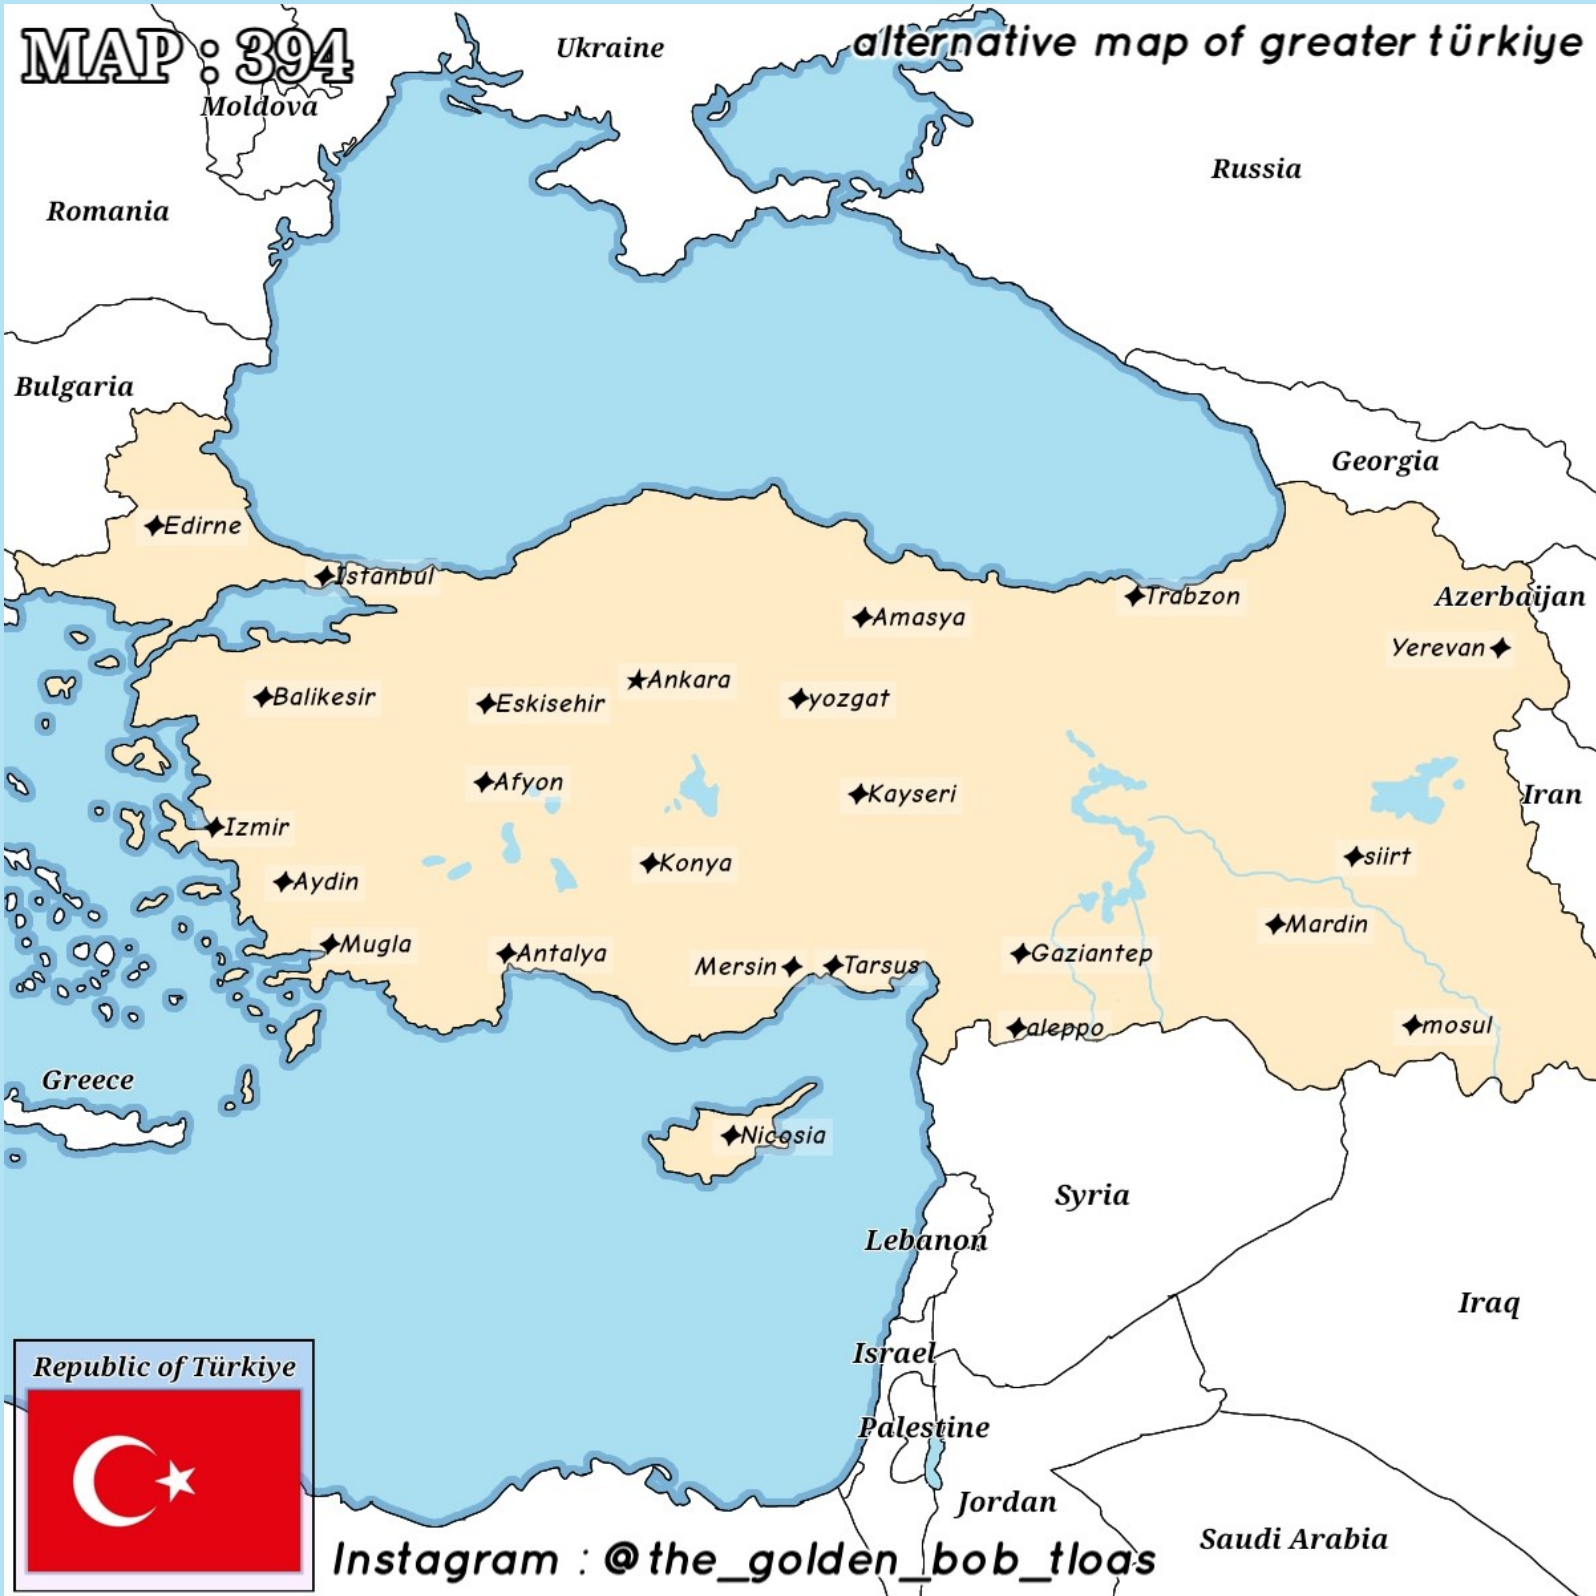 MAP : 394
Ukraine
alternative map of greater türkiye
Moldova
Russia
Romania
Bulgaria
Georgia
Edirne
Istanbul
Amasya
Trabzon
Azerbaijan
Yerevan
Balikesir
Eskisehir
Ankara
yozgat
Afyon
Kayseri
Iran
Izmir
Konya
siirt
Aydin
Mugla
Antalya
Mersin
Tarsus
Gaziantep
Mardin
aleppo
mosul
Greece
Nicosia
Syria
Lebanon
Iraq
Israel
Republic of Türkiye
Palestine
Jordan
Saudi Arabia
Instagram : @the_golden_bob_tloas